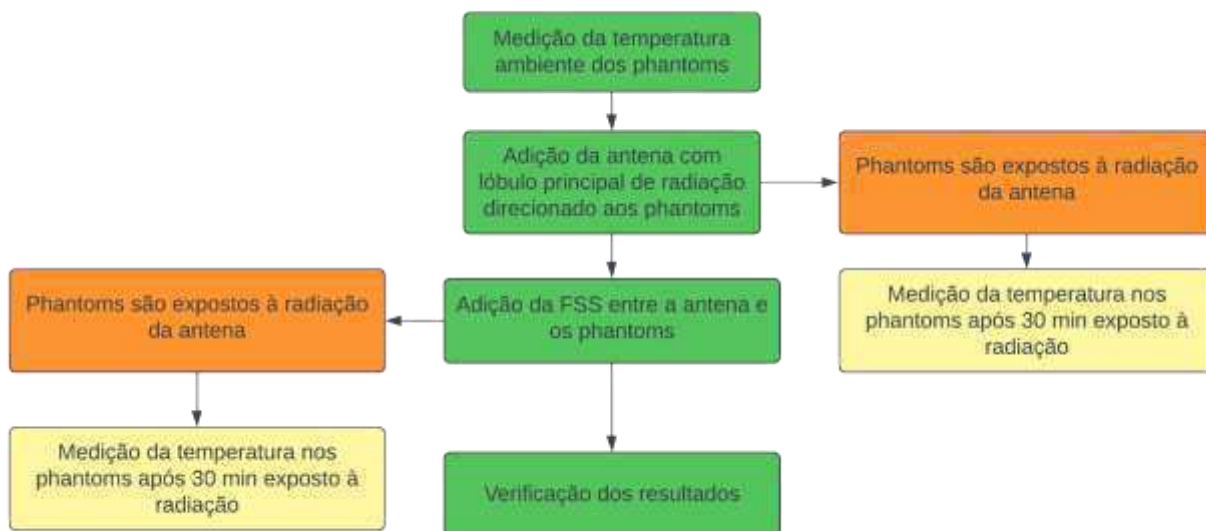 Medição da temperatura
ambiente dos phantoms
Adição da antena com
lóbulo principal de radiação
direcionado aos phantoms
Phantoms são expostos à radiação
da antena
Medição da temperatura nos
phantoms após 30 min exposto à
radiação
Adição da FSS entre a antena e
os phantoms
Phantoms são expostos à radiação
da antena
Medição da temperatura nos
phantoms após 30 min exposto à
radiação
Verificação dos resultados